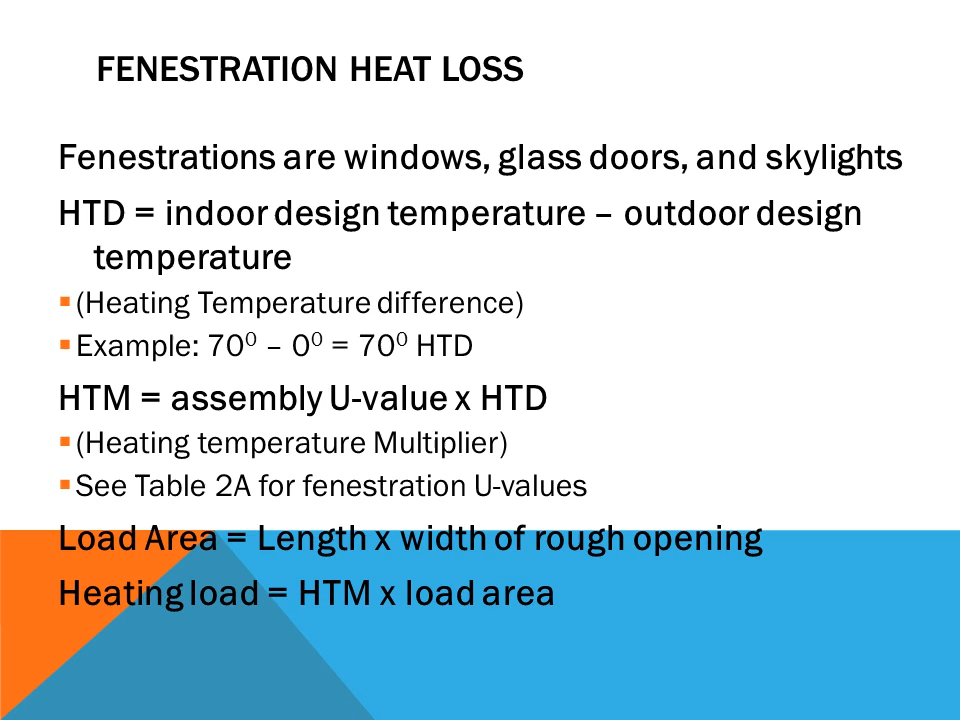 FENESTRATION HEAT LOSS
Fenestrations are windows, glass doors, and skylights
HTD = indoor design temperature – outdoor design
temperature
▪(Heating Temperature difference)
▪Example: 70⁰ – 0⁰ = 70⁰ HTD
HTM = assembly U-value x HTD
▪(Heating temperature Multiplier)
▪See Table 2A for fenestration U-values
Load Area = Length x width of rough opening
Heating load = HTM x load area